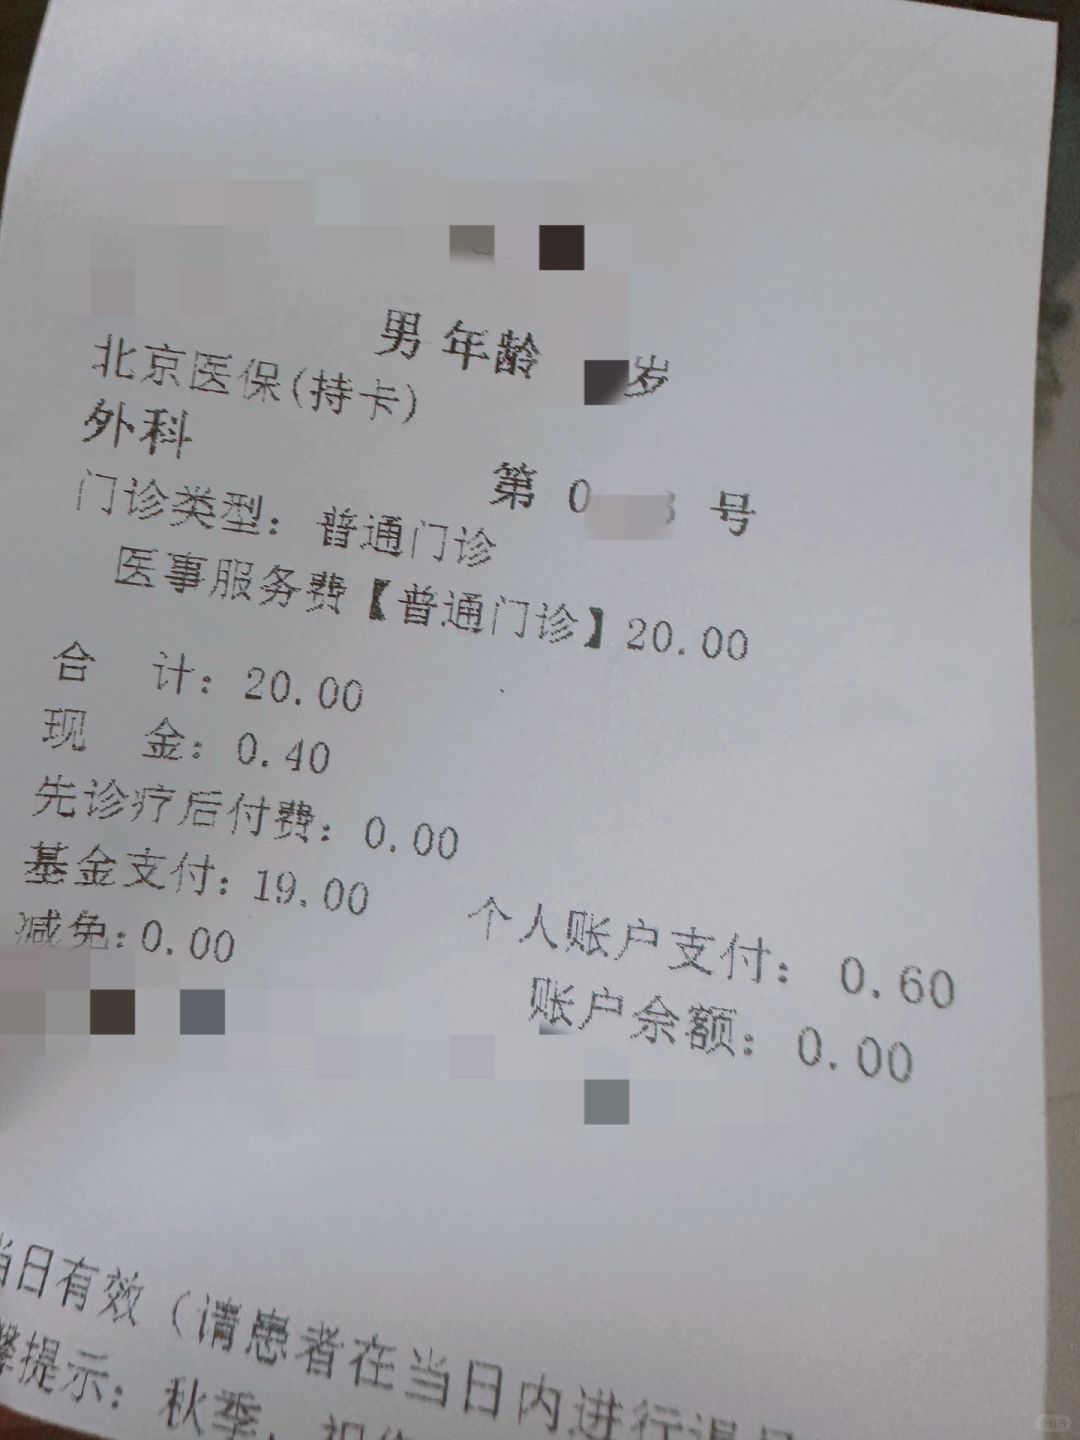 男 年龄 岁
北京医保(持卡)
外科
第 0 3 号
门诊类型: 普通门诊
医事服务费【普通门诊】20.00
合 计: 20.00
现 金: 0.40
先诊疗后付费: 0.00
基金支付: 19.00
个人账户支付: 0.60
减免: 0.00
账户余额: 0.00
当日有效 (请患者在当日内进行退号
馨提示: 秋季,